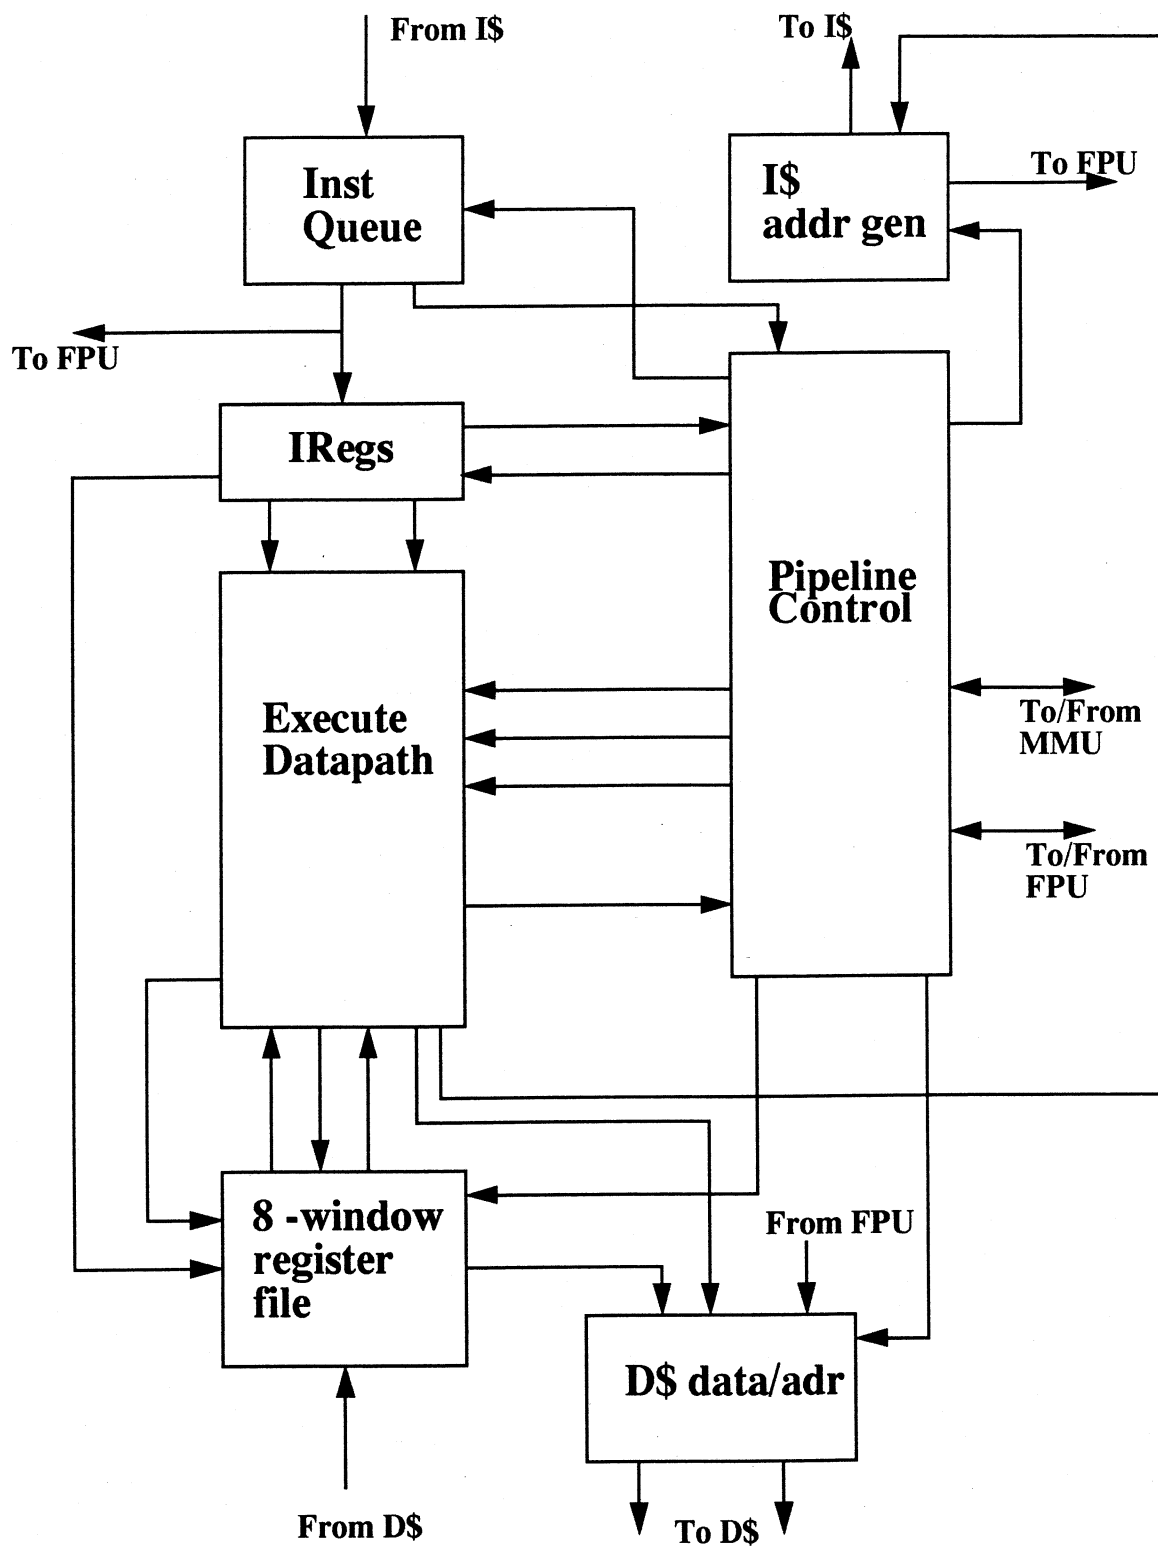 From I$
To I$
Inst
Queue
I$
addr gen
To FPU
To FPU
IRegs
Pipeline
Control
Execute
Datapath
To/From
MMU
To/From
FPU
8 -window
register
file
From FPU
D$ data/adr
From D$
To D$